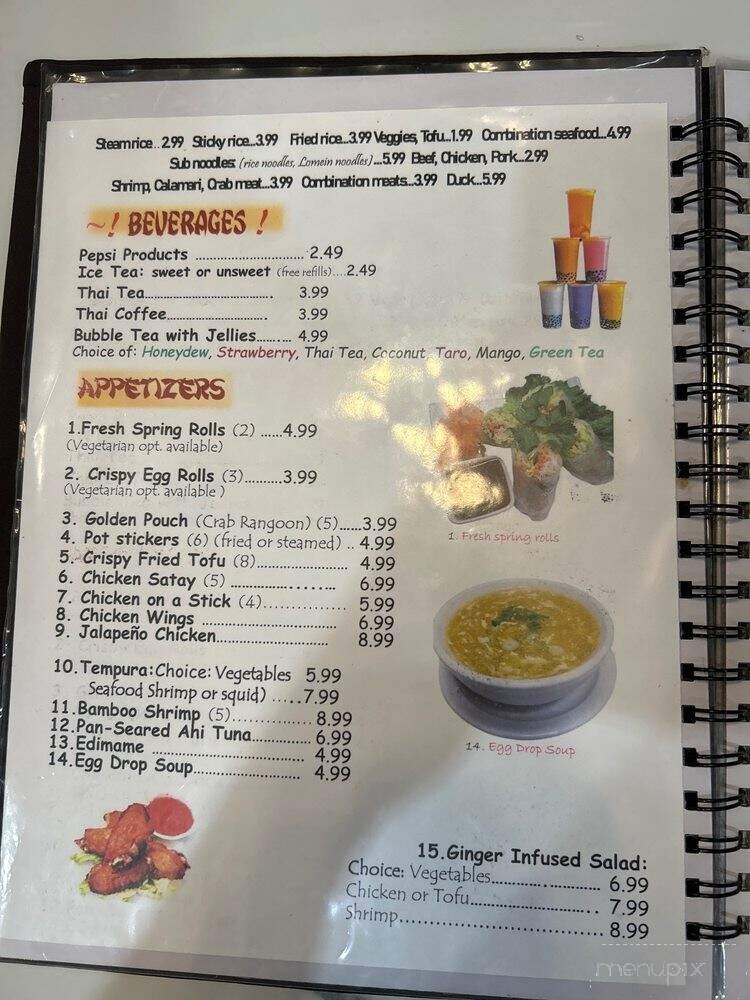 Steam rice.. 2.99 Sticky rice...3.99 Fried rice...3.99 Veggies, Tofu...1.99 Combination seafood...4.99
Sub noodles: (rice noodles, Lomein noodles)....5.99 Beef, Chicken, Pork...2.99
Shrimp, Calamari, Crab meat...3.99 Combination meats...3.99 Duck...5.99
~! BEVERAGES !
Pepsi Products ............................ 2.49
Ice Tea: sweet or unsweet (free refills)....2.49
Thai Tea............................. 3.99
Thai Coffee........................ 3.99
Bubble Tea with Jellies......... 4.99
Choice of: Honeydew, Strawberry, Thai Tea, Coconut, Taro, Mango, Green Tea
APPETIZERS
1.Fresh Spring Rolls (2) ......4.99
(Vegetarian opt. available)
2. Crispy Egg Rolls (3)..........3.99
(Vegetarian opt. available )
3. Golden Pouch (Crab Rangoon) (5)......3.99
4. Pot stickers (6) (fried or steamed) .. 4.99
5. Crispy Fried Tofu (8)...................... 4.99
6. Chicken Satay (5) ...................... 6.99
7. Chicken on a Stick (4)................ 5.99
8. Chicken Wings .......................... 6.99
9. Jalapeño Chicken........................ 8.99
1. Fresh spring rolls
10.Tempura:Choice: Vegetables 5.99
Seafood Shrimp or squid) ......7.99
11.Bamboo Shrimp (5)................ 8.99
12.Pan-Seared Ahi Tuna............ 6.99
13.Edimame .............................. 4.99
14.Egg Drop Soup....................... 4.99
14. Egg Drop Soup
15.Ginger Infused Salad:
Choice: Vegetables...................... 6.99
Chicken or Tofu......................... 7.99
Shrimp....................................... 8.99
menupix